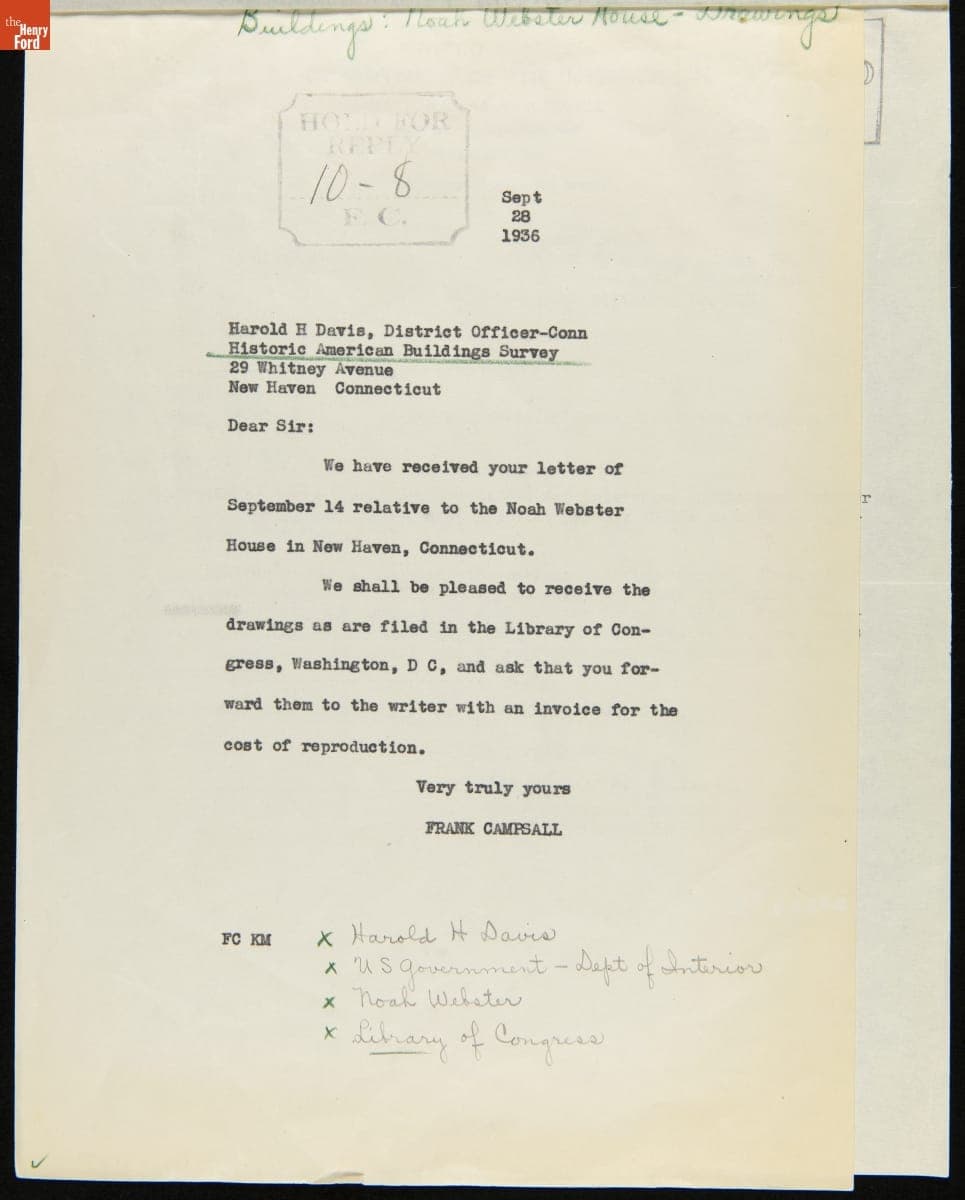 the
Henry
Ford
Buildings: Noah Webster House - Drawings
HOLD FOR
REPLY
10 - 8
F. C.
Sept
28
1936
Harold H Davis, District Officer-Conn
Historic American Buildings Survey
29 Whitney Avenue
New Haven Connecticut
Dear Sir:
We have received your letter of
September 14 relative to the Noah Webster
House in New Haven, Connecticut.
We shall be pleased to receive the
drawings as are filed in the Library of Con-
gress, Washington, D C, and ask that you for-
ward them to the writer with an invoice for the
cost of reproduction.
Very truly yours
FRANK CAMPSALL
FC KM
x Harold H Davis
x U S Government - Dept of Interior
x Noah Webster
x Library of Congress
r